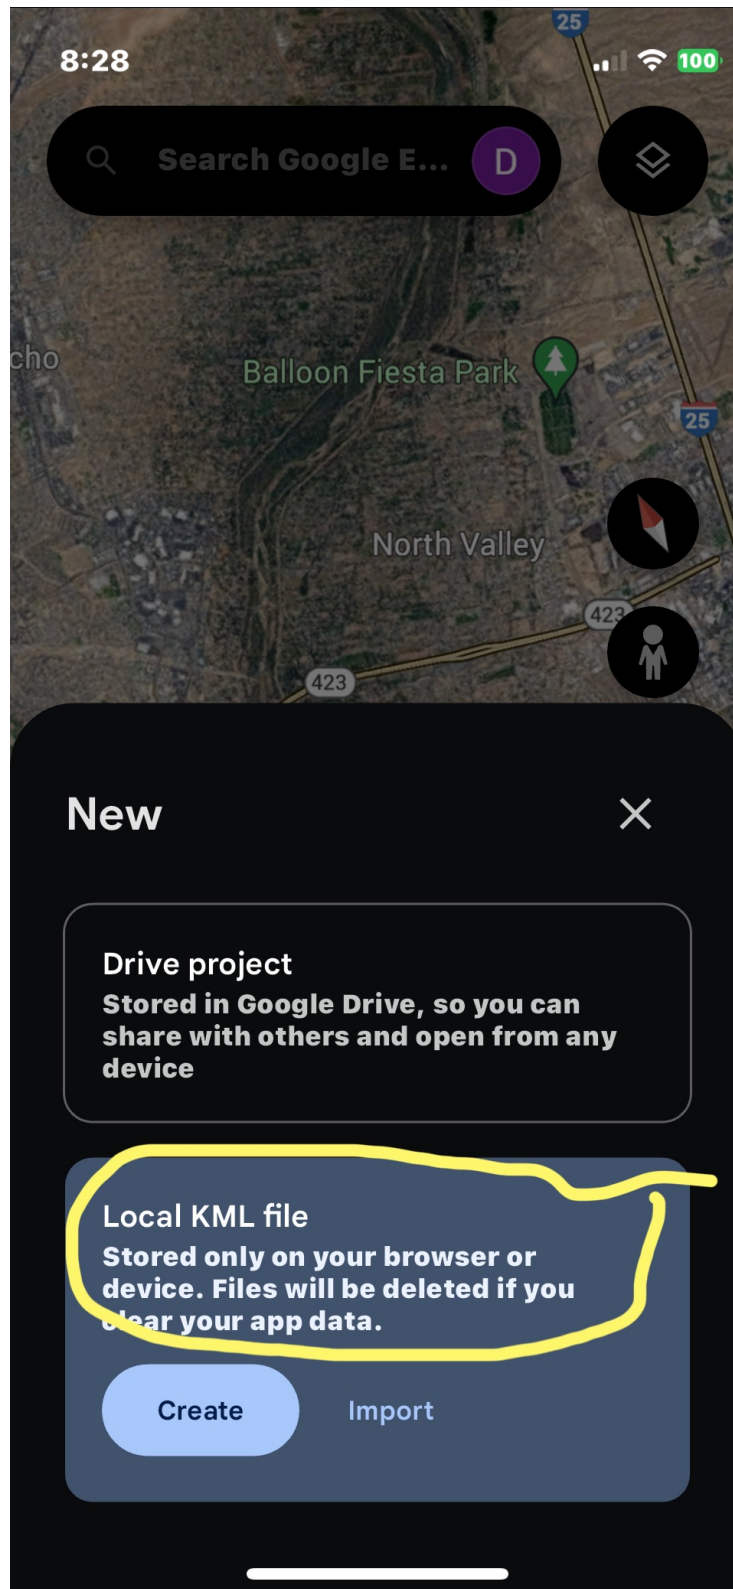 25
8:28
100
Search Google E...
D
cho
Balloon Fiesta Park
25
North Valley
423
423
New
Drive project
Stored in Google Drive, so you can
share with others and open from any
device
Local KML file
Stored only on your browser or
device. Files will be deleted if you
clear your app data.
Create
Import